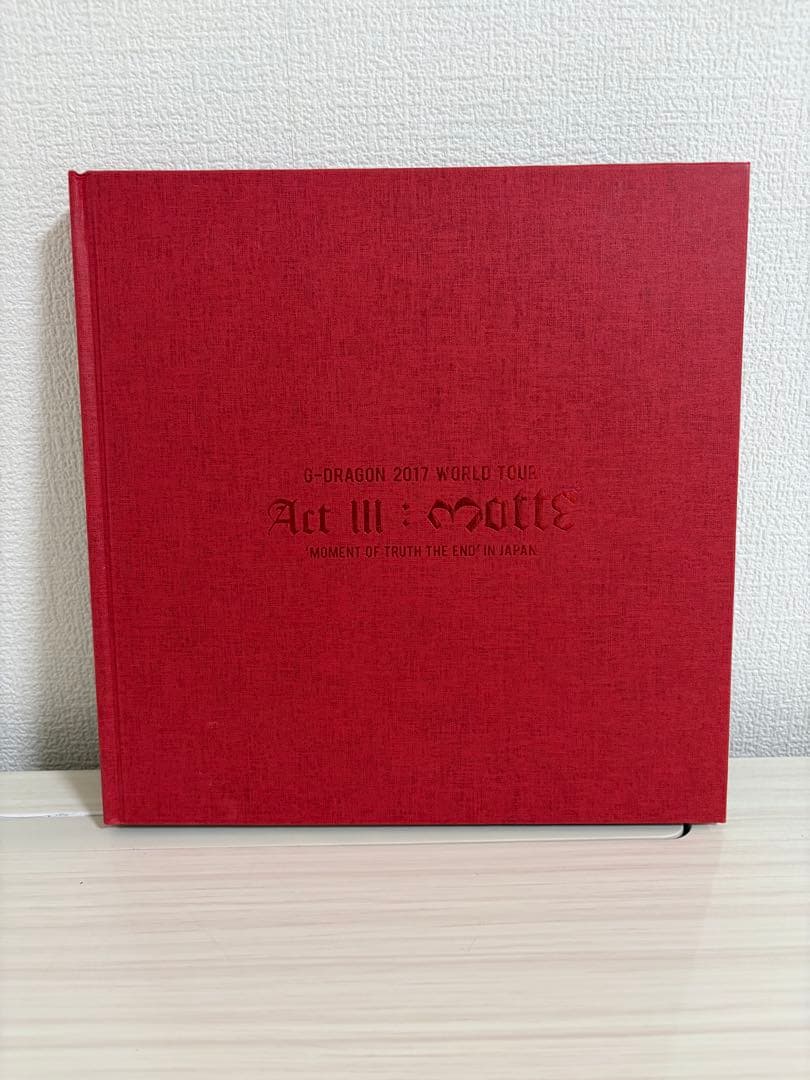 G-DRAGON 2017 WORLD TOUR
Act III : Motte
'MOMENT OF TRUTH THE END' IN JAPAN